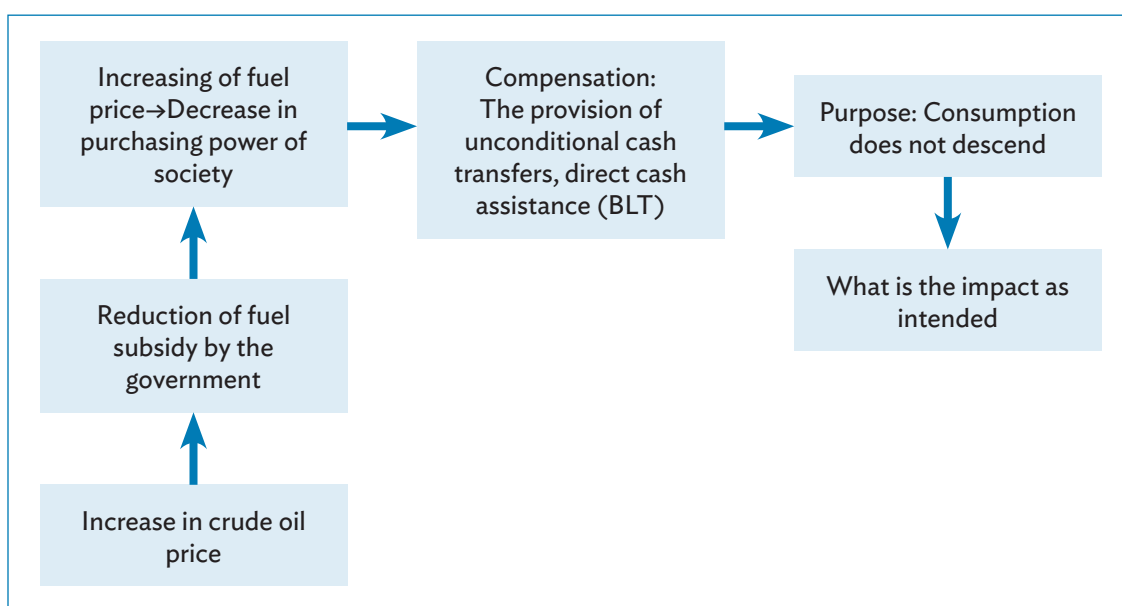 Increasing of fuel
price→Decrease in
purchasing power of
society
Compensation:
The provision of
unconditional cash
transfers, direct cash
assistance (BLT)
Purpose: Consumption
does not descend
What is the impact as
intended
Reduction of fuel
subsidy by the
government
Increase in crude oil
price